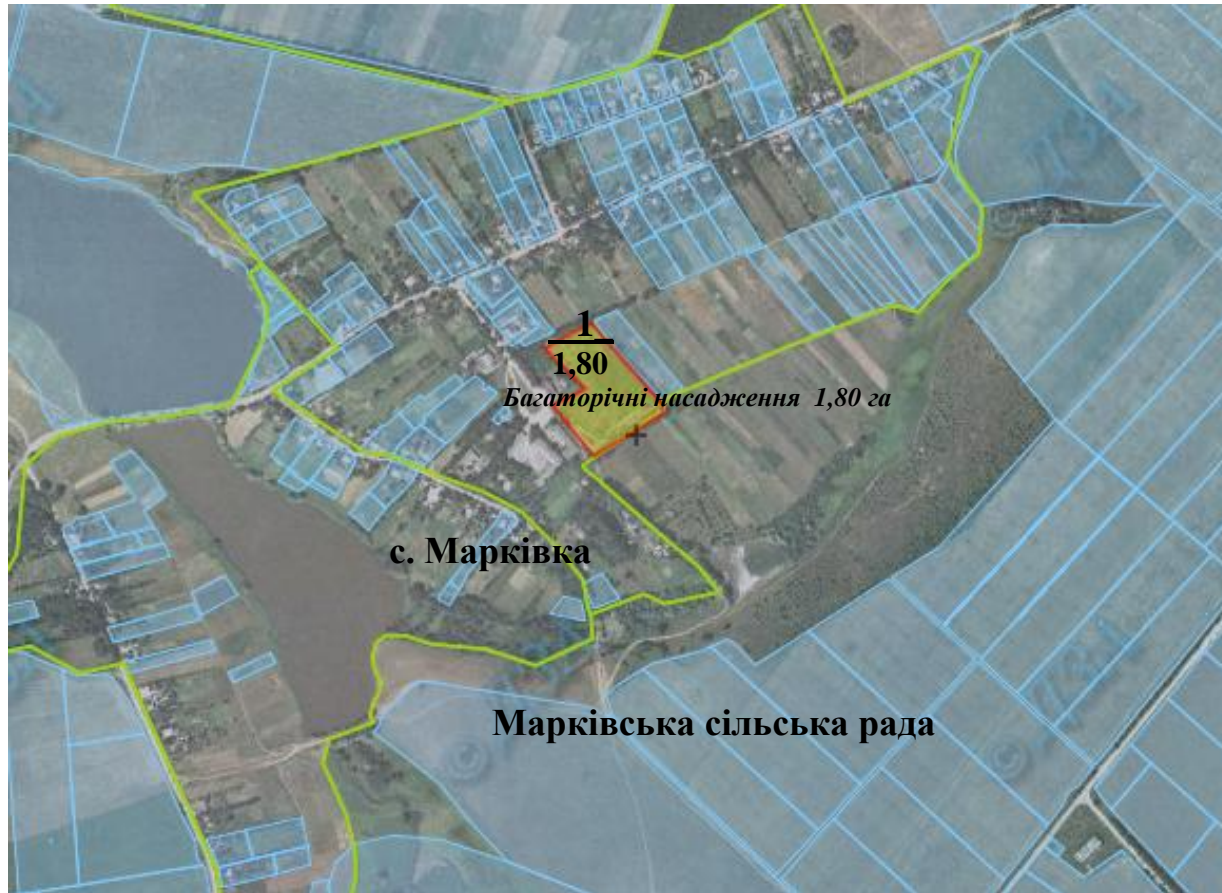 1
1,80
Багаторічні насадження 1,80 га
с. Марківка
Марківська сільська рада